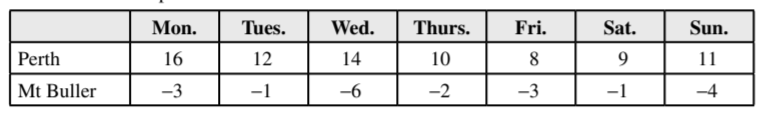 Mon. Tues. Wed. Thurs. Fri. Sat. Sun.
Perth 16 12 14 10 8 9 11
Mt Buller −3 −1 −6 −2 −3 −1 −4